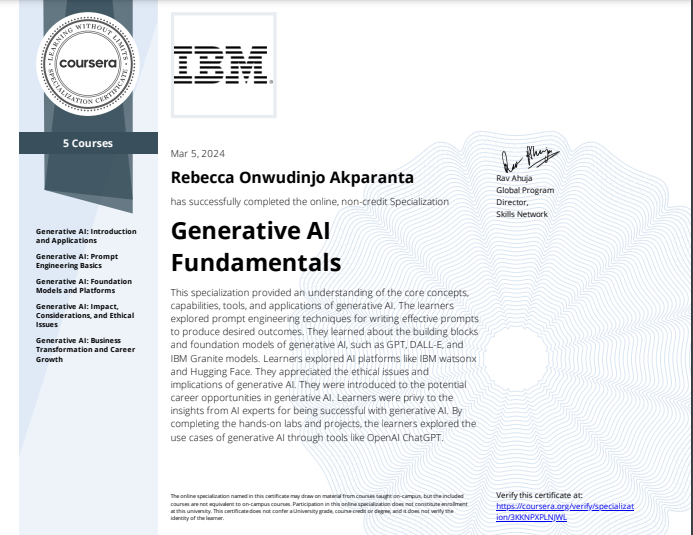 LEARNING WITHOUT LIMITS
coursera
SPECIALIZATION CERTIFICATE
5 Courses
Generative AI: Introduction
and Applications
Generative AI: Prompt
Engineering Basics
Generative AI: Foundation
Models and Platforms
Generative AI: Impact,
Considerations, and Ethical
Issues
Generative AI: Business
Transformation and Career
Growth
IBM
Mar 5, 2024
Rebecca Onwudinjo Akparanta
has successfully completed the online, non-credit Specialization
Generative AI
Fundamentals
This specialization provided an understanding of the core concepts,
capabilities, tools, and applications of generative AI. The learners
explored prompt engineering techniques for writing effective prompts
to produce desired outcomes. They learned about the building blocks
and foundation models of generative AI, such as GPT, DALL-E, and
IBM Granite models. Learners explored AI platforms like IBM watsonx
and Hugging Face. They appreciated the ethical issues and
implications of generative AI. They were introduced to the potential
career opportunities in generative AI. Learners were privy to the
insights from AI experts for being successful with generative AI. By
completing the hands-on labs and projects, the learners explored the
use cases of generative AI through tools like OpenAI ChatGPT.
Rav Ahuja
Rav Ahuja
Global Program
Director,
Skills Network
The online specialization named in this certificate may draw on material from courses taught on-campus, but the included
courses are not equivalent to on-campus courses. Participation in this online specialization does not constitute enrollment
at this university. This certificate does not confer a University grade, course credit or degree, and it does not verify the
identity of the learner.
Verify this certificate at:
https://coursera.org/verify/specializat
ion/3KKNPXPLNJWL